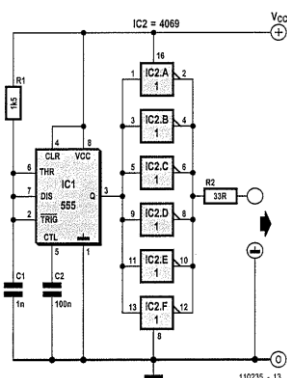 IC2 = 4069
VCC
R1
1k5
16
1 IC2.A 2
1
3 IC2.B 4
1
4 8
CLR VCC
6 THR
5 IC2.C 6
1
7 DIS IC1 Q 3
R2
33R
2 TRIG 555
9 IC2.D 8
1
CTL
5 1
11 IC2.E 10
1
C1
1n
C2
100n
13 IC2.F 12
1
8
0
110235 - 13